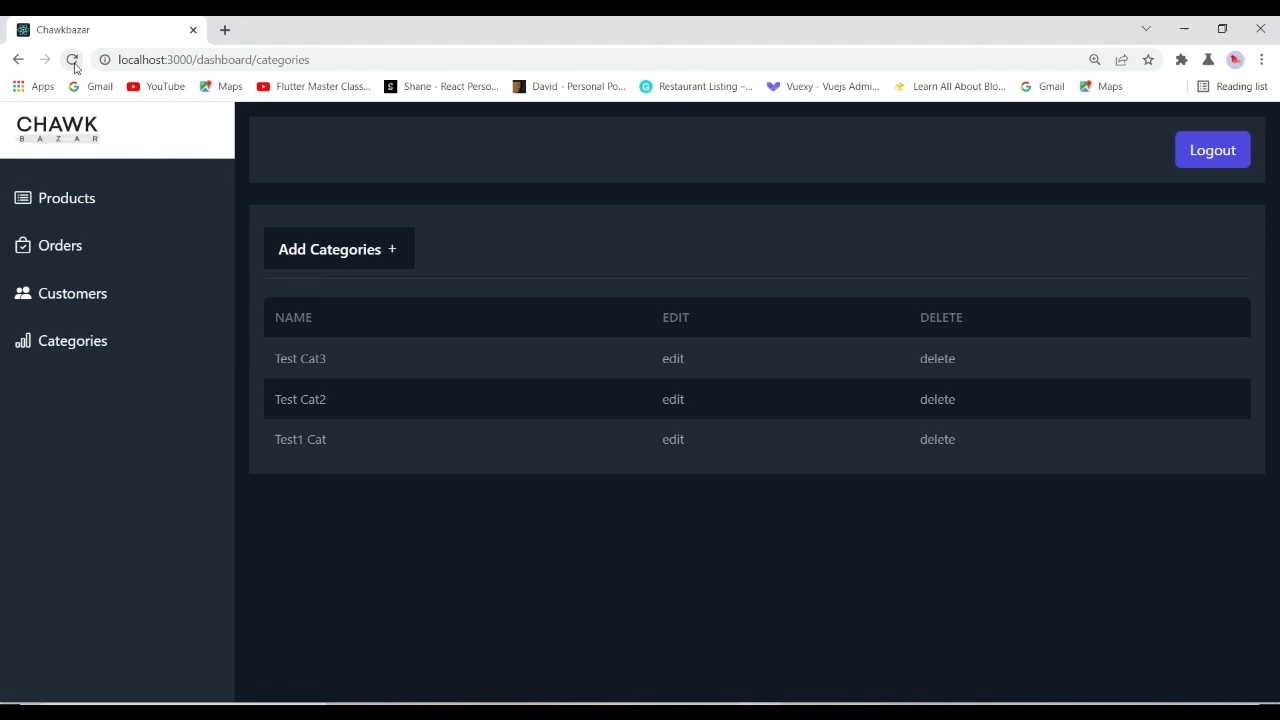 Chawkbazar
localhost:3000/dashboard/categories
Apps Gmail YouTube Maps Flutter Master Class... Shane - React Perso... David - Personal Po... Restaurant Listing –... Vuexy - Vuejs Admi... Learn All About Blo... Gmail Maps Reading list
CHAWK
BAZAR
Logout
Products
Orders
Customers
Categories
Add Categories +
NAME EDIT DELETE
Test Cat3 edit delete
Test Cat2 edit delete
Test1 Cat edit delete